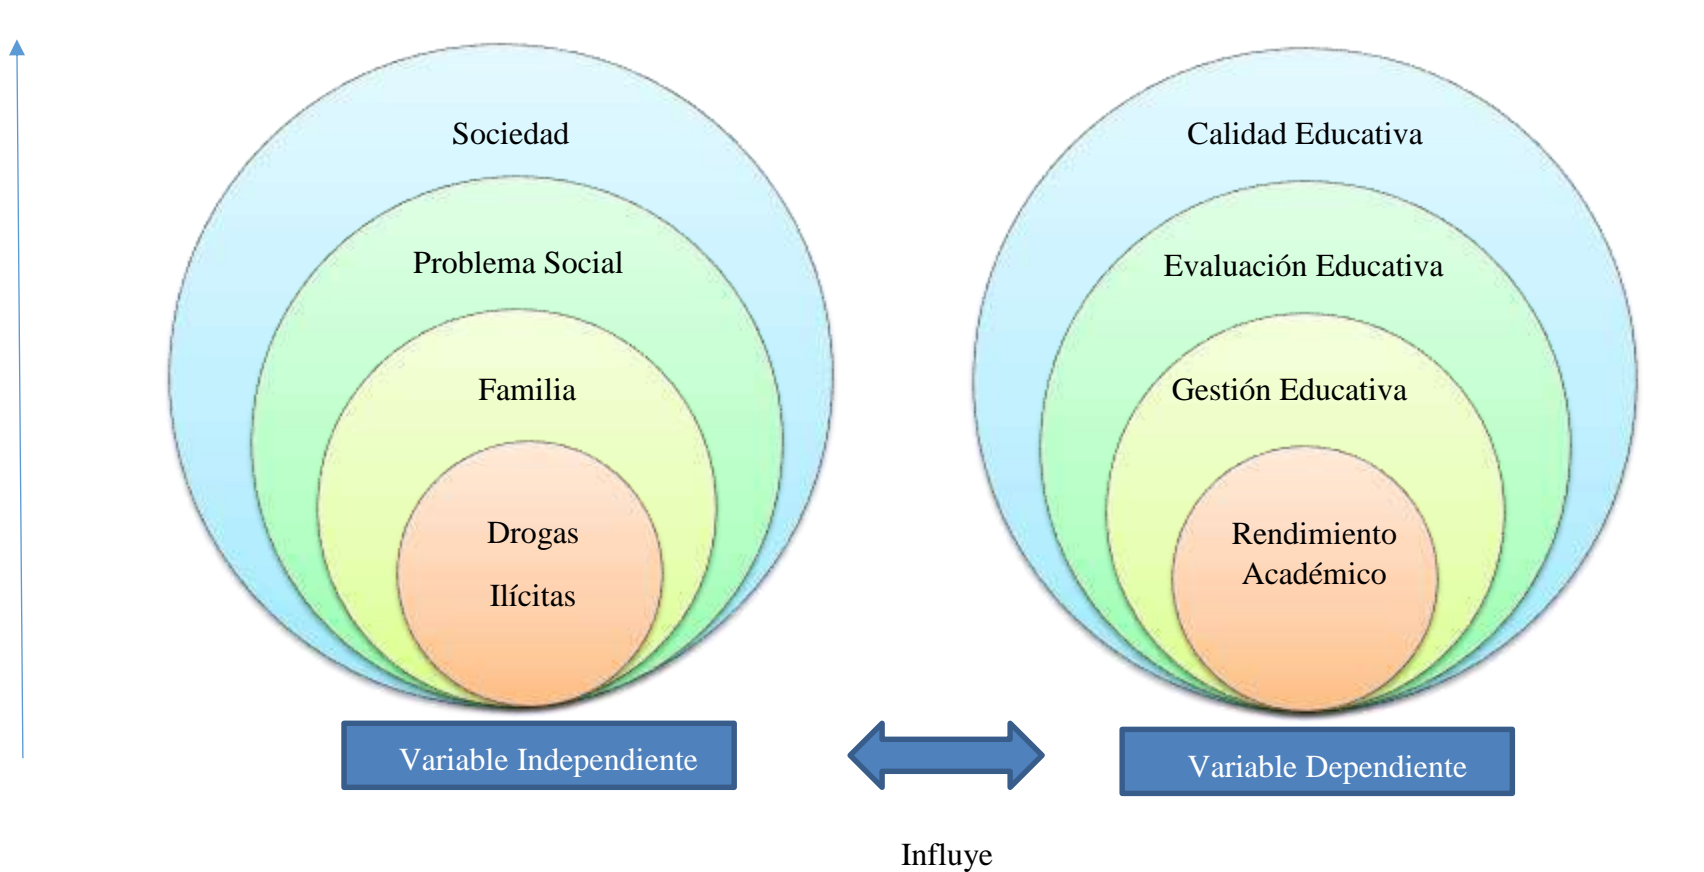 Sociedad
Problema Social
Familia
Drogas
Ilícitas
Variable Independiente
Calidad Educativa
Evaluación Educativa
Gestión Educativa
Rendimiento
Académico
Variable Dependiente
Influye